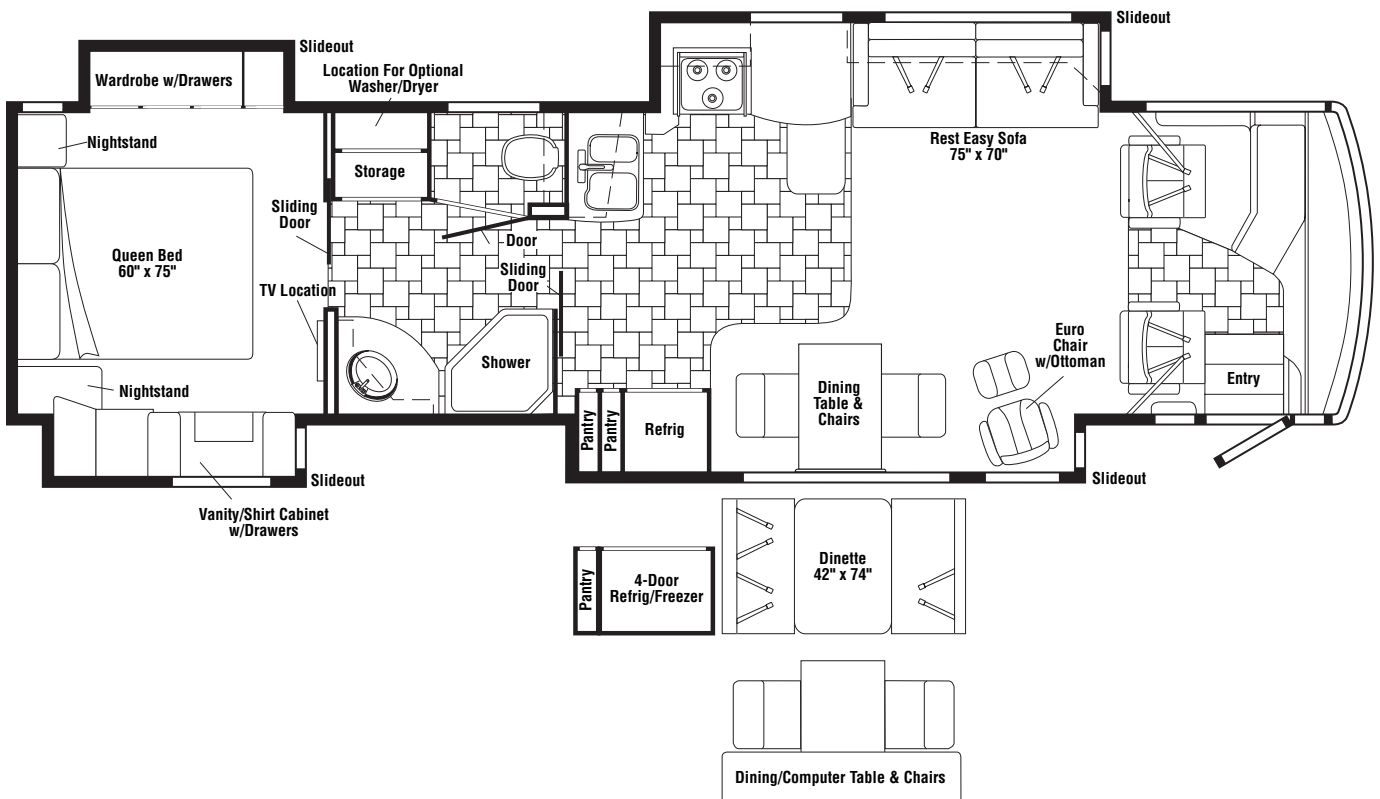 Slideout
Slideout
Wardrobe w/Drawers
Location For Optional
Washer/Dryer
Nightstand
Storage
Rest Easy Sofa
75" x 70"
Sliding
Door
Door
Queen Bed
60" x 75"
Sliding
Door
TV Location
Euro
Chair
w/Ottoman
Shower
Entry
Nightstand
Dining
Table &
Chairs
Pantry
Pantry
Refrig
Slideout
Slideout
Vanity/Shirt Cabinet
w/Drawers
Dinette
42" x 74"
Pantry
4-Door
Refrig/Freezer
Dining/Computer Table & Chairs